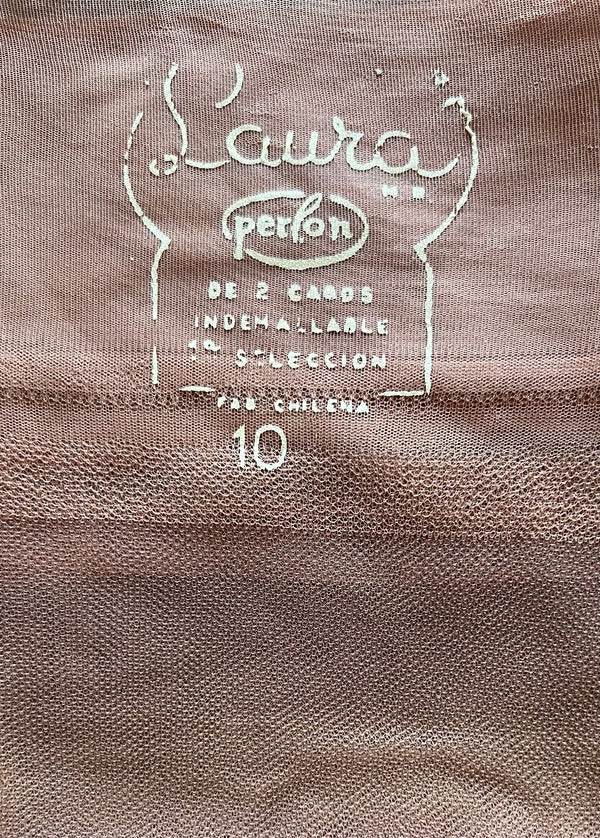 Laura
M R
perlon
DE 2 CABOS
INDEMALLABLE
1a SELECCION
FAB CHILENA
10